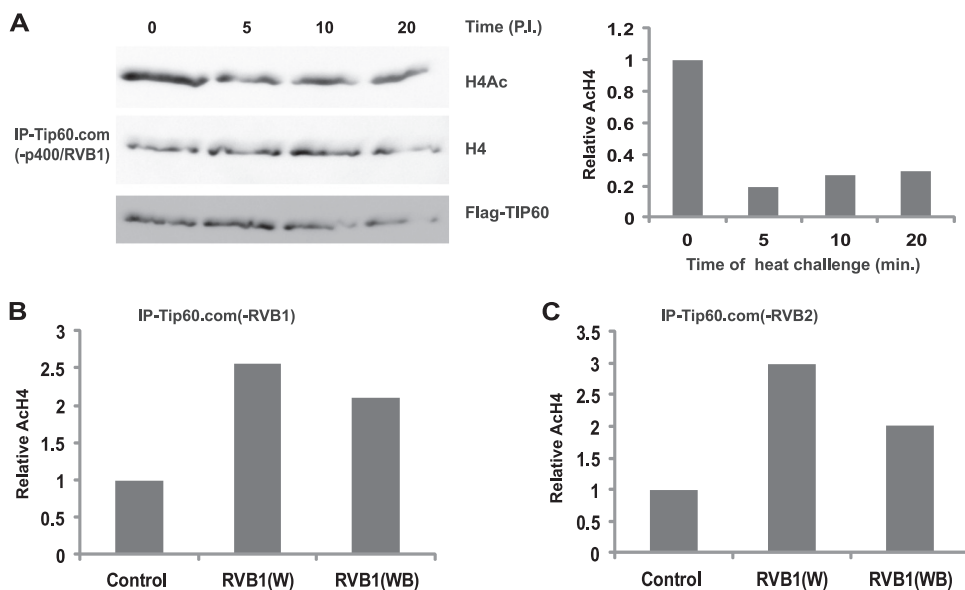 A
0 5 10 20 Time (P.I.)
H4Ac
IP-Tip60.com
(-p400/RVB1)
H4
Flag-TIP60
Relative AcH4
1.2
1
0.8
0.6
0.4
0.2
0
0 5 10 20
Time of heat challenge (min.)
B
IP-Tip60.com(-RVB1)
Relative AcH4
3
2.5
2
1.5
1
0.5
0
Control RVB1(W) RVB1(WB)
C
IP-Tip60.com(-RVB2)
Relative AcH4
3.5
3
2.5
2
1.5
1
0.5
0
Control RVB1(W) RVB1(WB)